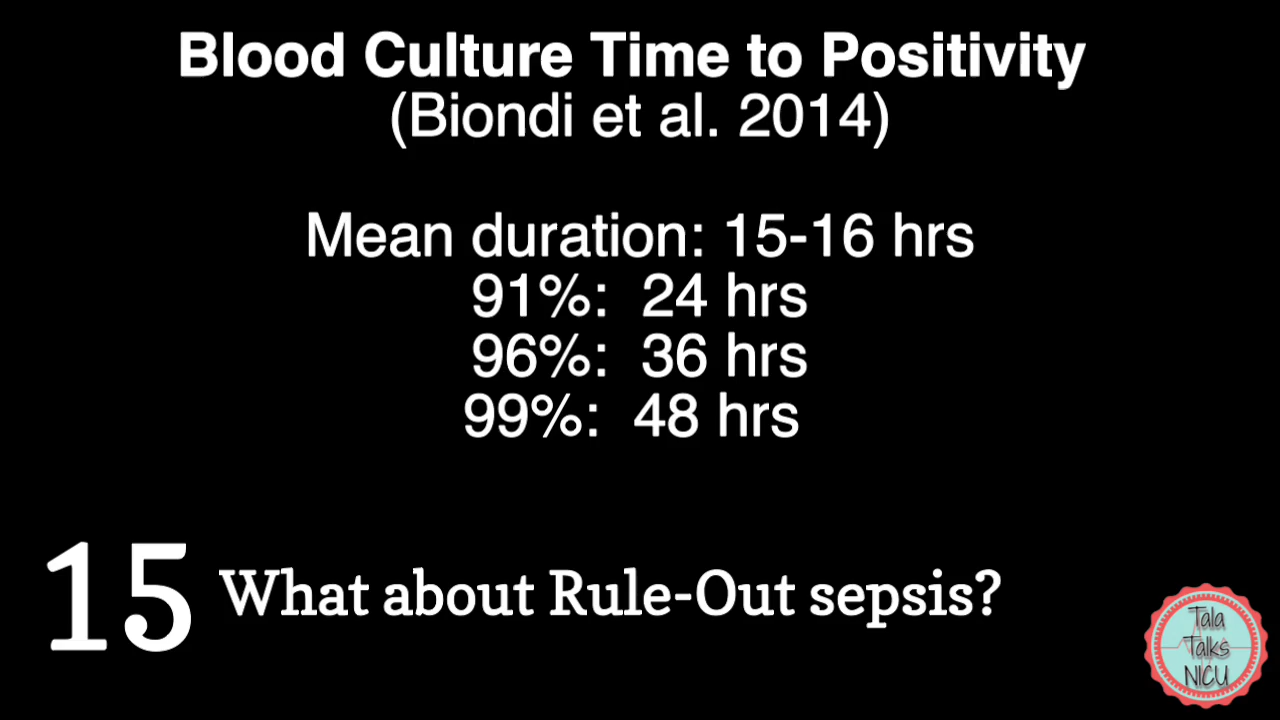 Blood Culture Time to Positivity
(Biondi et al. 2014)
Mean duration: 15-16 hrs
91%: 24 hrs
96%: 36 hrs
99%: 48 hrs
15 What about Rule-Out sepsis?
Tala
Talks
NICU